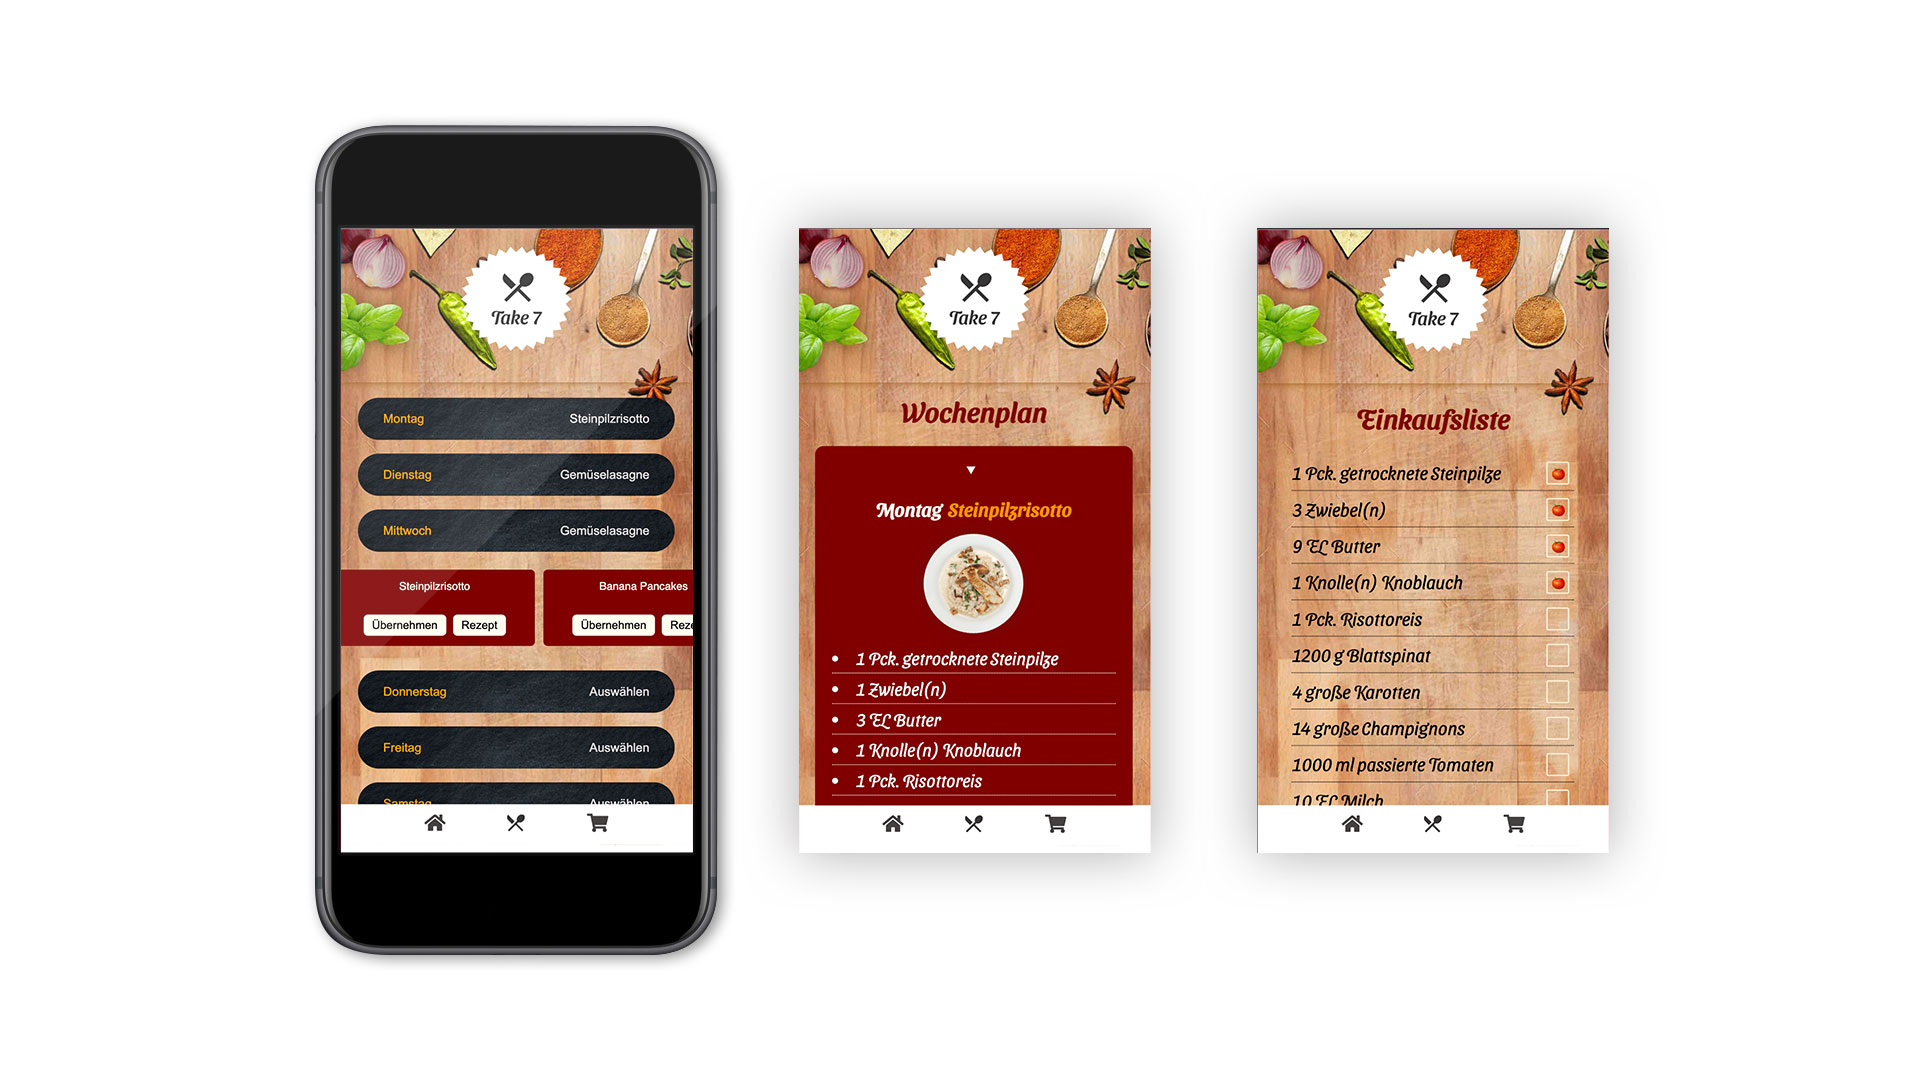 Take 7
Montag Steinpilzrisotto
Dienstag Gemüselasagne
Mittwoch Gemüselasagne
Steinpilzrisotto Banana Pancakes
Übernehmen Rezept Übernehmen Reze
Donnerstag Auswählen
Freitag Auswählen
Samstag Auswählen
Take 7
Wochenplan
Montag Steinpilzrisotto
1 Pck. getrocknete Steinpilze
1 Zwiebel(n)
3 EL Butter
1 Knolle(n) Knoblauch
1 Pck. Risottoreis
Take 7
Einkaufsliste
1 Pck. getrocknete Steinpilze
3 Zwiebel(n)
9 EL Butter
1 Knolle(n) Knoblauch
1 Pck. Risottoreis
1200 g Blattspinat
4 große Karotten
14 große Champignons
1000 ml passierte Tomaten
10 EL Milch